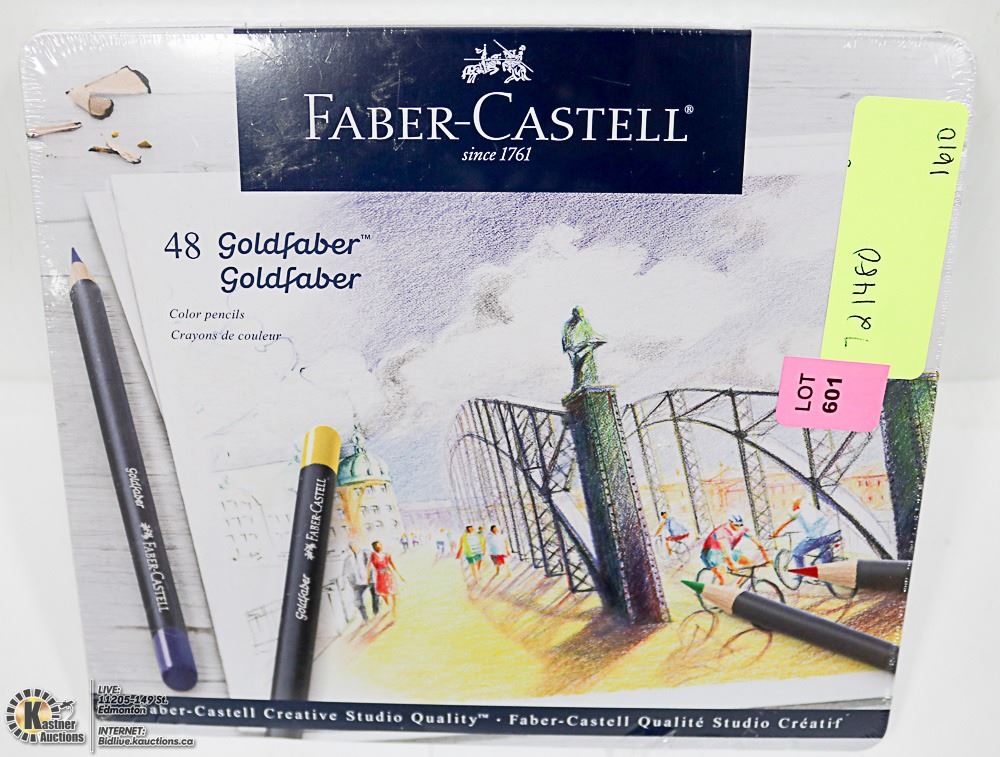 FABER-CASTELL®
since 1761
48 Goldfaber™
Goldfaber
Color pencils
Crayons de couleur
0191
721480
LOT
601
Goldfaber FABER-CASTELL
Goldfaber FABER-CASTELL
aber-Castell Creative Studio Quality™ · Faber-Castell Qualité Studio Créatif
Kastner
Auctions
LIVE:
11205-149 St.
Edmonton
INTERNET:
Bidlive.kauctions.ca